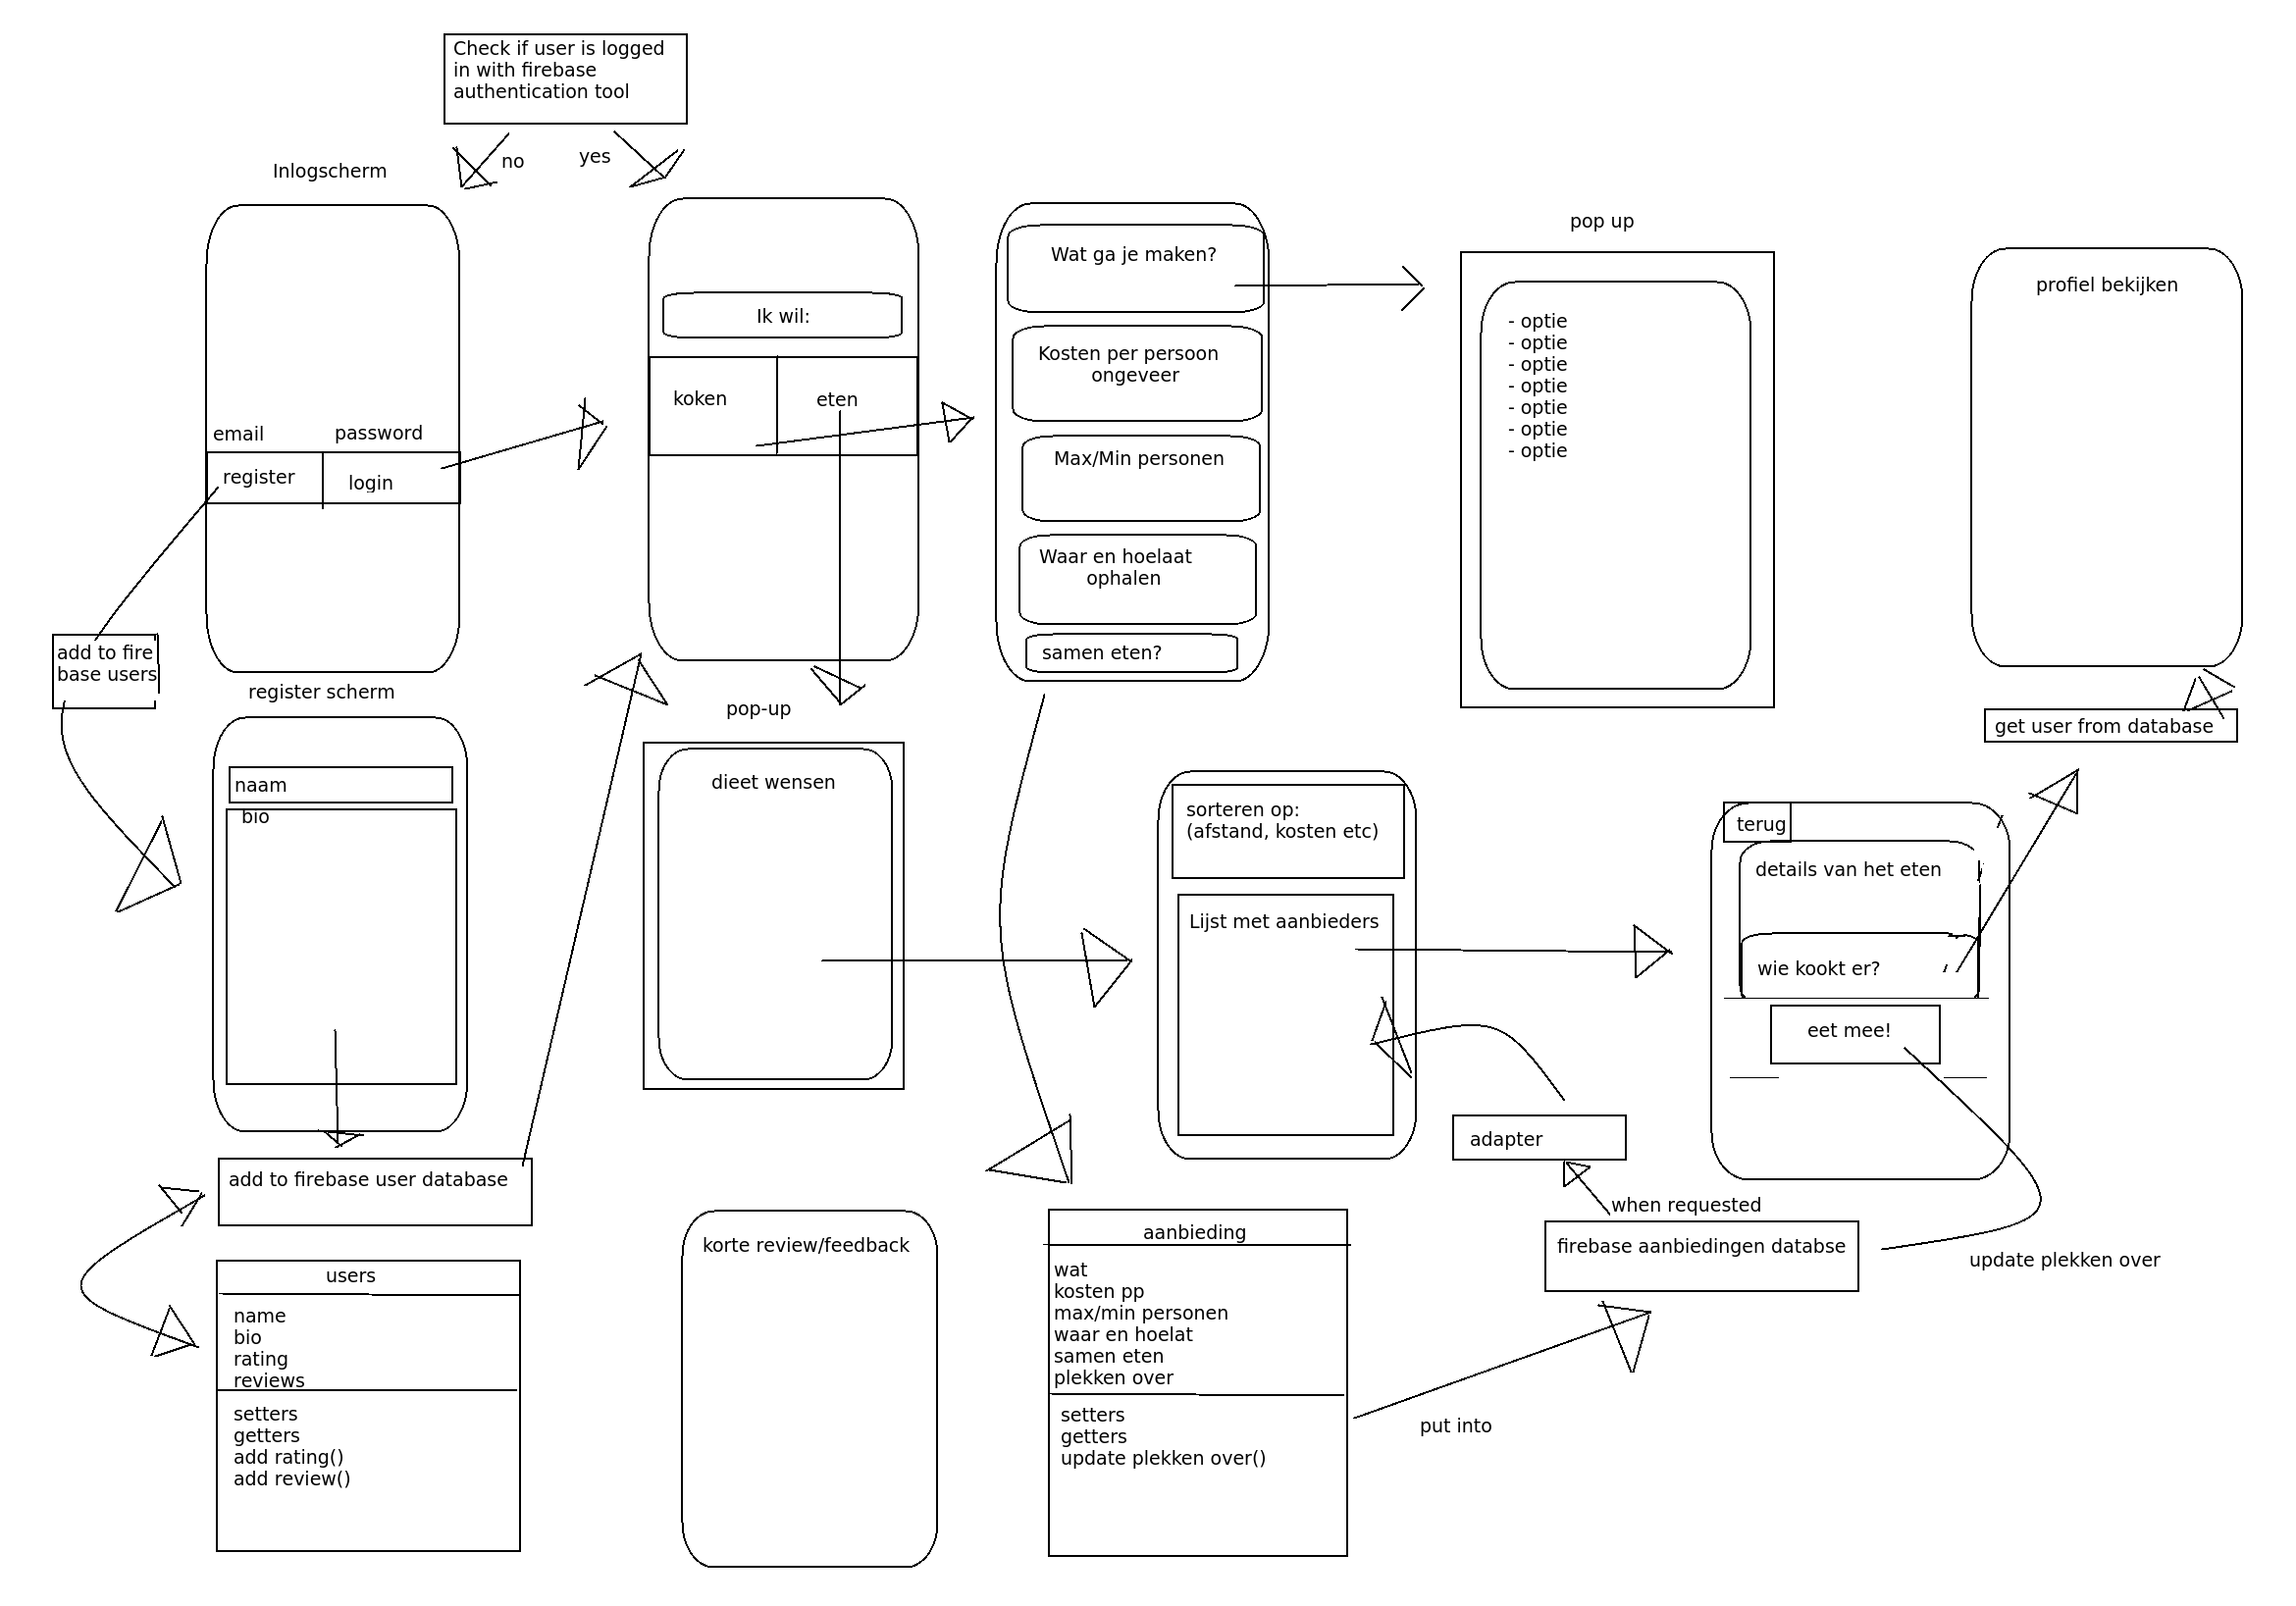 Check if user is logged
in with firebase
authentication tool
no
yes
Inlogscherm
email
password
register
login
add to fire
base users
Ik wil:
koken
eten
Wat ga je maken?
Kosten per persoon
ongeveer
Max/Min personen
Waar en hoelaat
ophalen
samen eten?
pop up
- optie
- optie
- optie
- optie
- optie
- optie
- optie
profiel bekijken
get user from database
register scherm
naam
bio
add to firebase user database
pop-up
dieet wensen
sorteren op:
(afstand, kosten etc)
Lijst met aanbieders
terug
details van het eten
wie kookt er?
eet mee!
adapter
when requested
firebase aanbiedingen databse
update plekken over
users
name
bio
rating
reviews
setters
getters
add rating()
add review()
korte review/feedback
aanbieding
wat
kosten pp
max/min personen
waar en hoelat
samen eten
plekken over
setters
getters
update plekken over()
put into